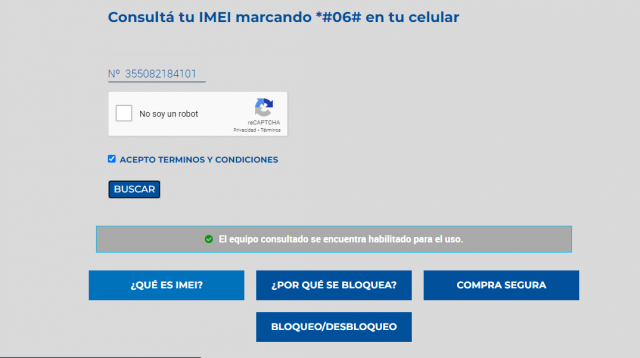 Consultá tu IMEI marcando *#06# en tu celular
Nº 355082184101
No soy un robot
reCAPTCHA
Privacidad - Términos
ACEPTO TERMINOS Y CONDICIONES
BUSCAR
El equipo consultado se encuentra habilitado para el uso.
¿QUÉ ES IMEI?
¿POR QUÉ SE BLOQUEA?
COMPRA SEGURA
BLOQUEO/DESBLOQUEO